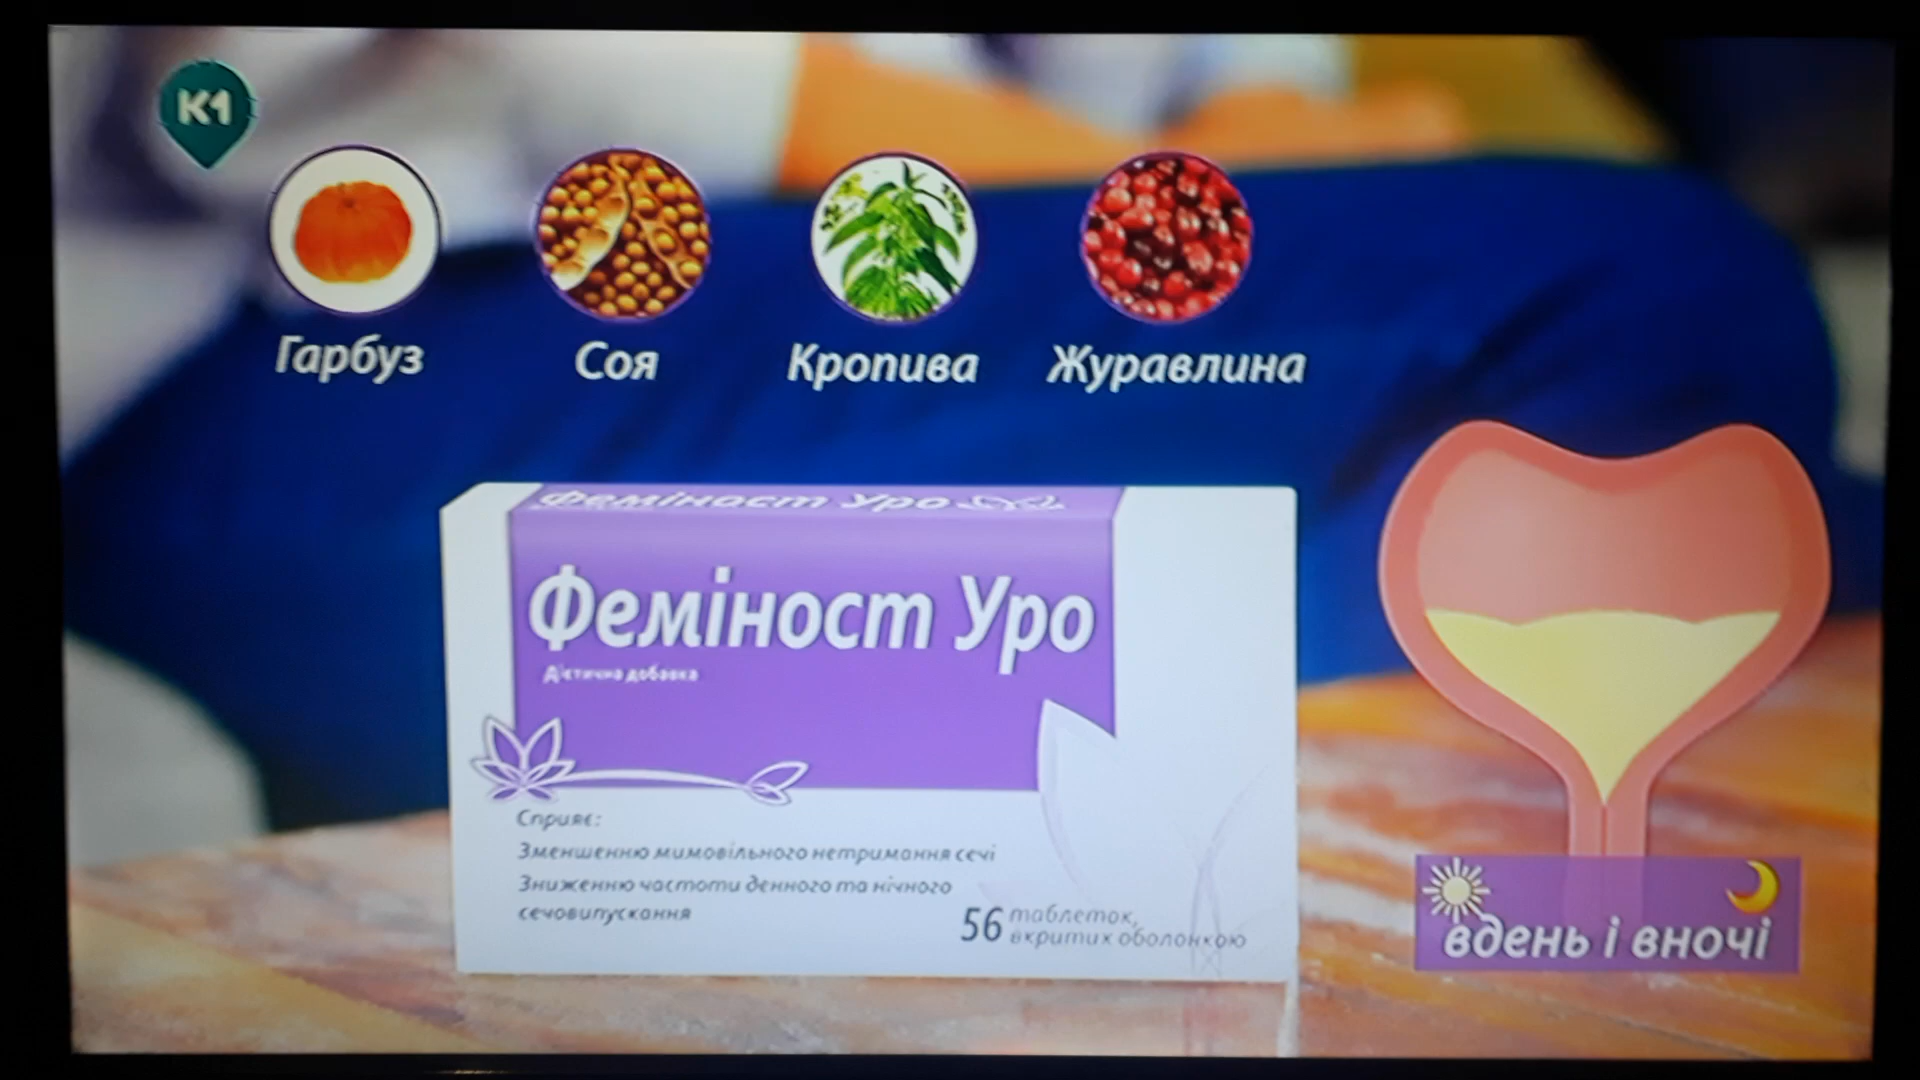 К1
Гарбуз
Соя
Кропива
Журавлина
Феміност Уро
Феміност Уро
Дієтична добавка
Сприяє:
Зменшенню мимовільного нетримання сечі
Зниженню частоти денного та нічного
сечовипускання
56 таблеток,
вкритих оболонкою
вдень і вночі